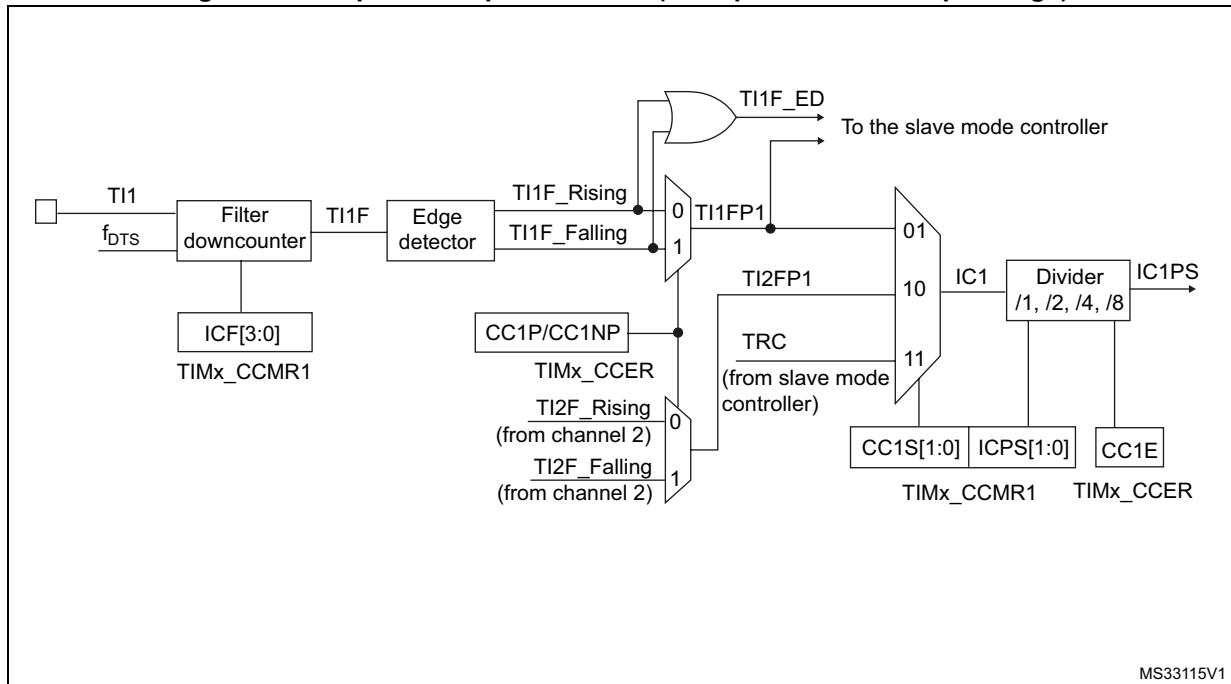 TI1F_ED
To the slave mode controller
TI1
f_DTS
Filter
downcounter
TI1F
Edge
detector
TI1F_Rising
TI1F_Falling
0
1
TI1FP1
01
TI2FP1
10
IC1
Divider
/1, /2, /4, /8
IC1PS
ICF[3:0]
TIMx_CCMR1
CC1P/CC1NP
TIMx_CCER
TRC
11
(from slave mode
controller)
TI2F_Rising
0
(from channel 2)
TI2F_Falling
1
(from channel 2)
CC1S[1:0]
ICPS[1:0]
CC1E
TIMx_CCMR1
TIMx_CCER
MS33115V1